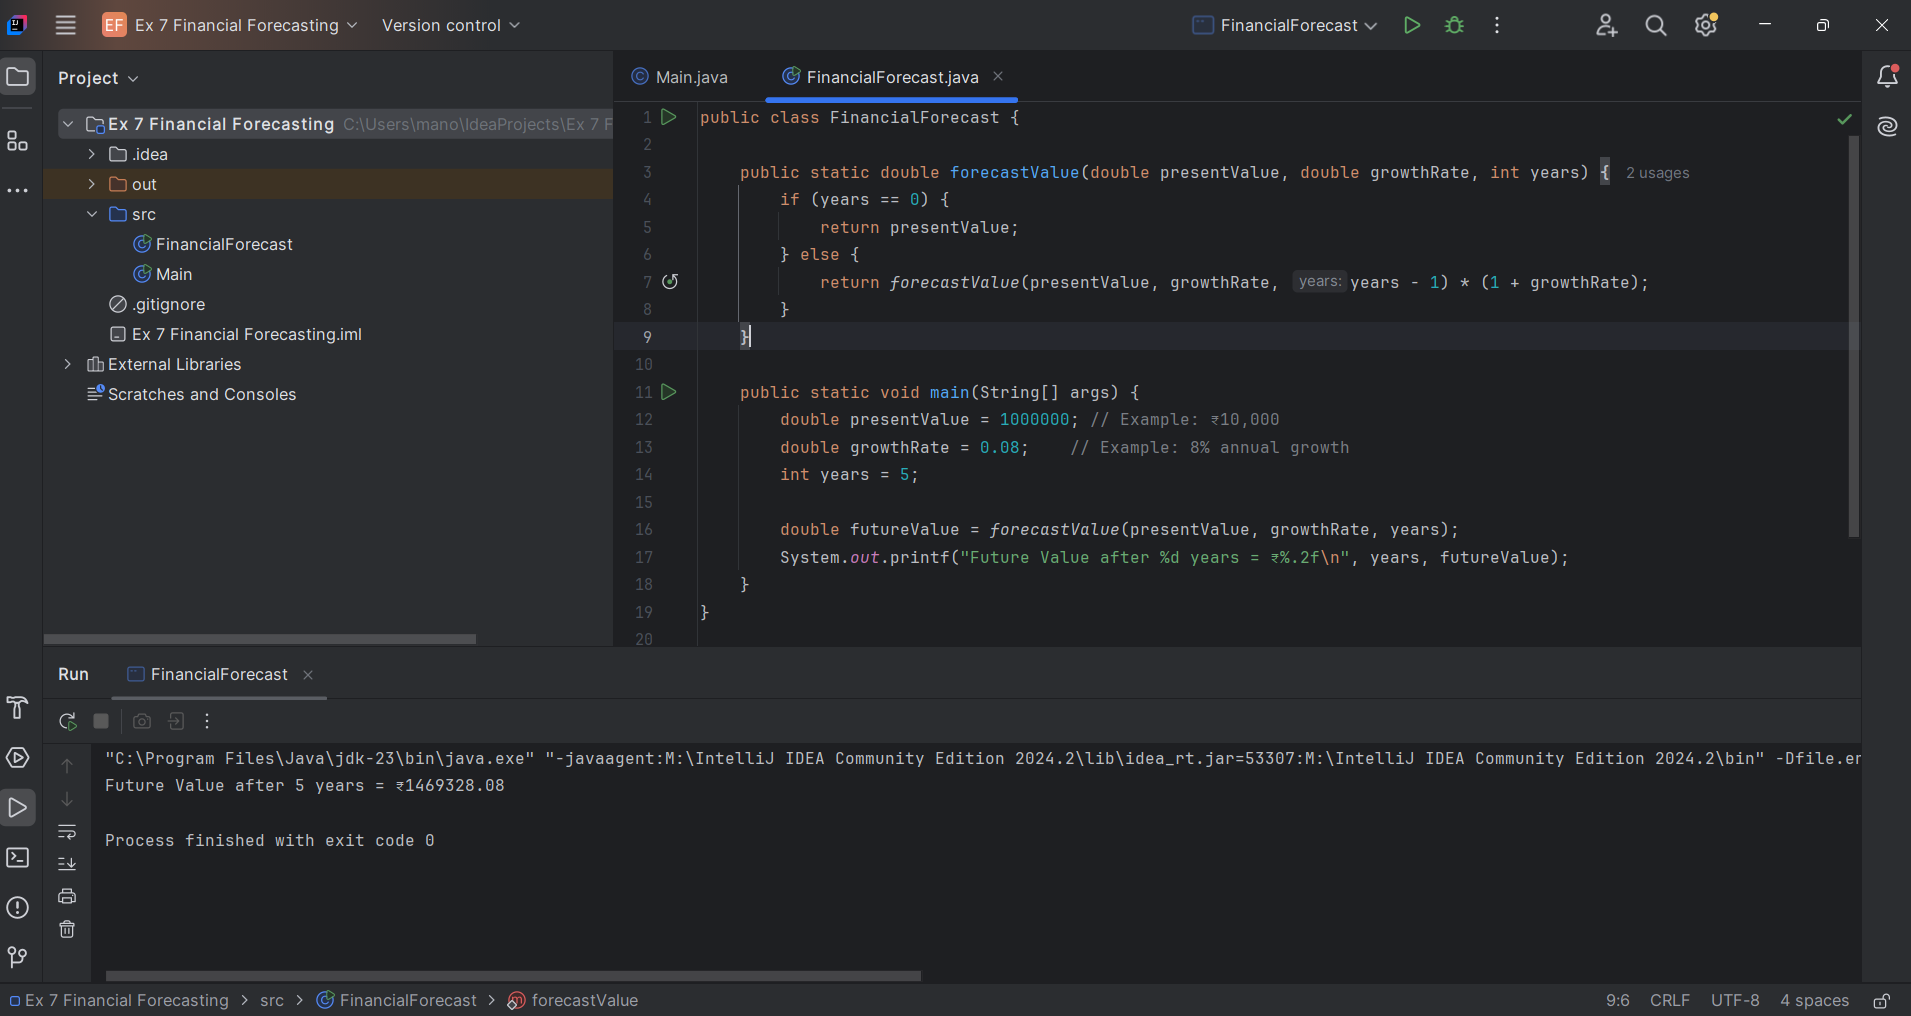 EF Ex 7 Financial Forecasting Version control FinancialForecast
Project
Ex 7 Financial Forecasting C:\Users\mano\IdeaProjects\Ex 7 F
.idea
out
src
FinancialForecast
Main
.gitignore
Ex 7 Financial Forecasting.iml
External Libraries
Scratches and Consoles
Main.java FinancialForecast.java
1 public class FinancialForecast {
2
3 public static double forecastValue(double presentValue, double growthRate, int years) { 2 usages
4 if (years == 0) {
5 return presentValue;
6 } else {
7 return forecastValue(presentValue, growthRate, years: years - 1) * (1 + growthRate);
8 }
9 }
10
11 public static void main(String[] args) {
12 double presentValue = 1000000; // Example: ₹10,000
13 double growthRate = 0.08; // Example: 8% annual growth
14 int years = 5;
15
16 double futureValue = forecastValue(presentValue, growthRate, years);
17 System.out.printf("Future Value after %d years = ₹%.2f\n", years, futureValue);
18 }
19 }
20
Run FinancialForecast
"C:\Program Files\Java\jdk-23\bin\java.exe" "-javaagent:M:\IntelliJ IDEA Community Edition 2024.2\lib\idea_rt.jar=53307:M:\IntelliJ IDEA Community Edition 2024.2\bin" -Dfile.en
Future Value after 5 years = ₹1469328.08
Process finished with exit code 0
Ex 7 Financial Forecasting > src > FinancialForecast > forecastValue 9:6 CRLF UTF-8 4 spaces